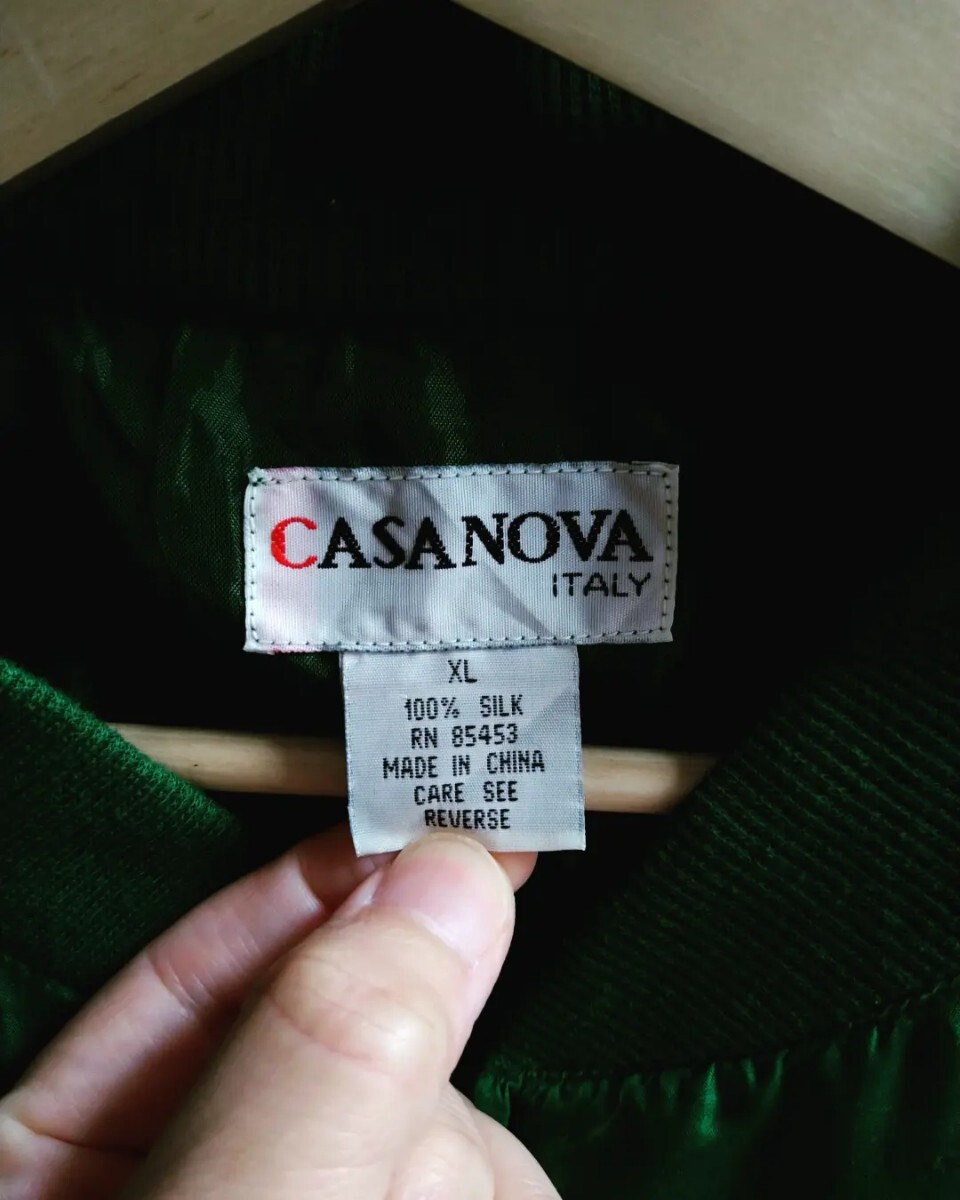 CASANOVA
ITALY
XL
100% SILK
RN 85453
MADE IN CHINA
CARE SEE
REVERSE